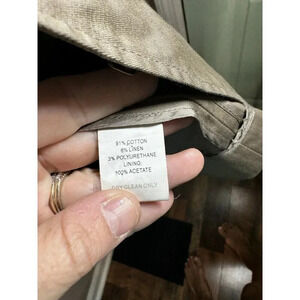 91% COTTON
6% LINEN
3% POLYURETHANE
LINING:
100% ACETATE
DRY CLEAN ONLY